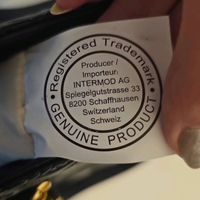 Registered Trademark
Producer /
Importeur:
INTERMOD AG
Spiegelgutstrasse 33
8200 Schaffhausen
Switzerland
Schweiz
GENUINE PRODUCT